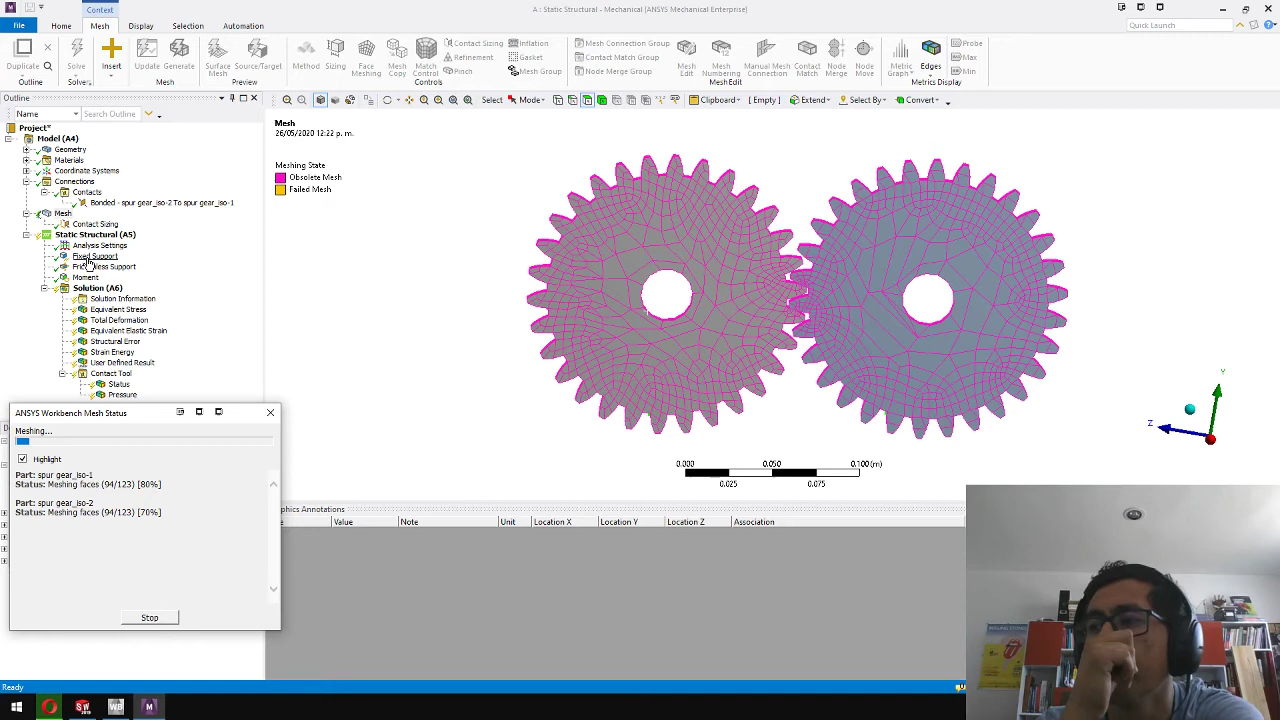 Context
A : Static Structural - Mechanical [ANSYS Mechanical Enterprise]
File
Home
Mesh
Display
Selection
Automation
Quick Launch
Duplicate
Outline
Solve
Solver
Insert
Update
Generate
Mesh
Surface Mesh
Source/Target
Preview
Method
Sizing
Face Meshing
Mesh Copy
Match Control
Contact Sizing
Refinement
Pinch
Inflation
Gasket
Mesh Group
Controls
Mesh Connection Group
Contact Match Group
Node Merge Group
Mesh Edit
Mesh Numbering
Manual Mesh Connection
Contact Match
Node Merge
Node Move
MeshEdit
Metric Graph
Edges
Probe
Max
Min
Metrics Display
Outline
Name
Search Outline
Select
Mode
Clipboard
[ Empty ]
Extend
Select By
Convert
Project*
Model (A4)
Geometry
Materials
Coordinate Systems
Connections
Contacts
Bonded - spur gear_iso-2 To spur gear_iso-1
Mesh
Contact Sizing
Static Structural (A5)
Analysis Settings
Fixed Support
Moment
Solution (A6)
Solution Information
Equivalent Stress
Total Deformation
Equivalent Elastic Strain
Structural Error
Strain Energy
User Defined Result
Contact Tool
Status
Pressure
Mesh
26/05/2020 12:22 p. m.
Meshing State
Obsolete Mesh
Failed Mesh
0.000
0.050
0.100 (m)
0.025
0.075
Y
Z
ANSYS Workbench Mesh Status
Meshing...
Highlight
Part: spur gear_iso-1
Status: Meshing faces (94/123) [80%]
Part: spur gear_iso-2
Status: Meshing faces (94/123) [70%]
Stop
phics Annotations
Value
Note
Unit
Location X
Location Y
Location Z
Association
Ready